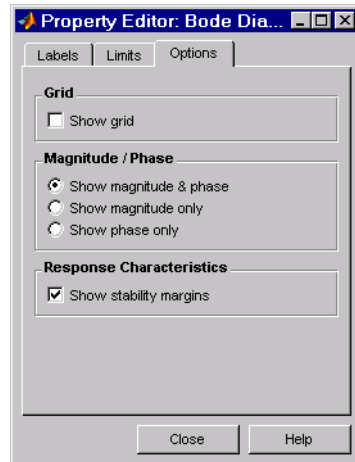 Property Editor: Bode Dia...
Labels Limits Options
Grid
Show grid
Magnitude / Phase
Show magnitude & phase
Show magnitude only
Show phase only
Response Characteristics
Show stability margins
Close Help